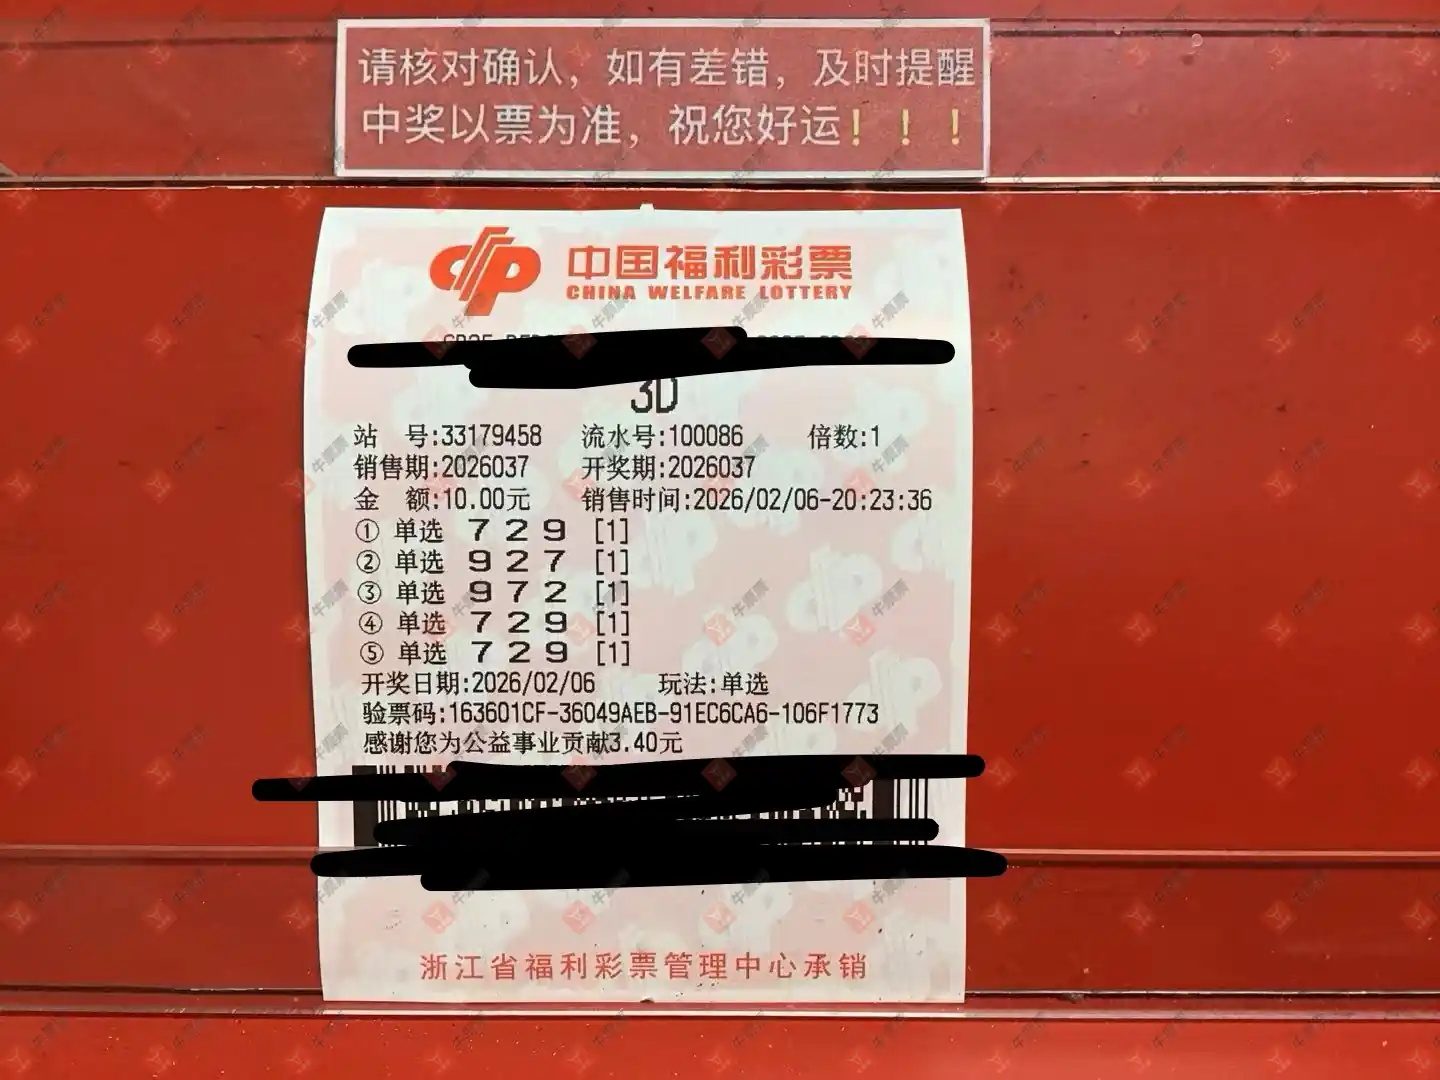 请核对确认，如有差错，及时提醒
中奖以票为准，祝您好运！！！
中国福利彩票
CHINA WELFARE LOTTERY
3D
站 号:33179458 流水号:100086 倍数:1
销售期:2026037 开奖期:2026037
金 额:10.00元 销售时间:2026/02/06-20:23:36
① 单选 7 2 9 [1]
② 单选 9 2 7 [1]
③ 单选 9 7 2 [1]
④ 单选 7 2 9 [1]
⑤ 单选 7 2 9 [1]
开奖日期:2026/02/06 玩法:单选
验票码:163601CF-36049AEB-91EC6CA6-106F1773
感谢您为公益事业贡献3.40元
浙江省福利彩票管理中心承销